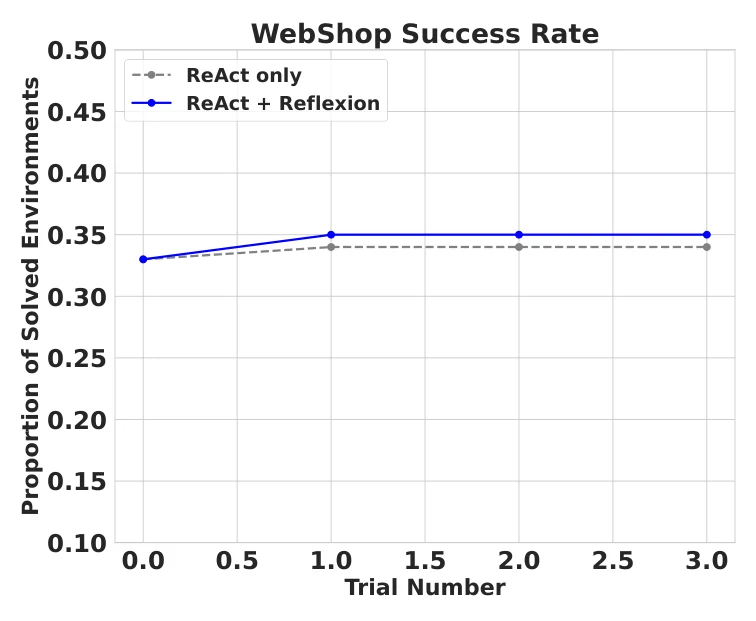 WebShop Success Rate
ReAct only
ReAct + Reflexion
Proportion of Solved Environments
0.50
0.45
0.40
0.35
0.30
0.25
0.20
0.15
0.10
0.0 0.5 1.0 1.5 2.0 2.5 3.0
Trial Number